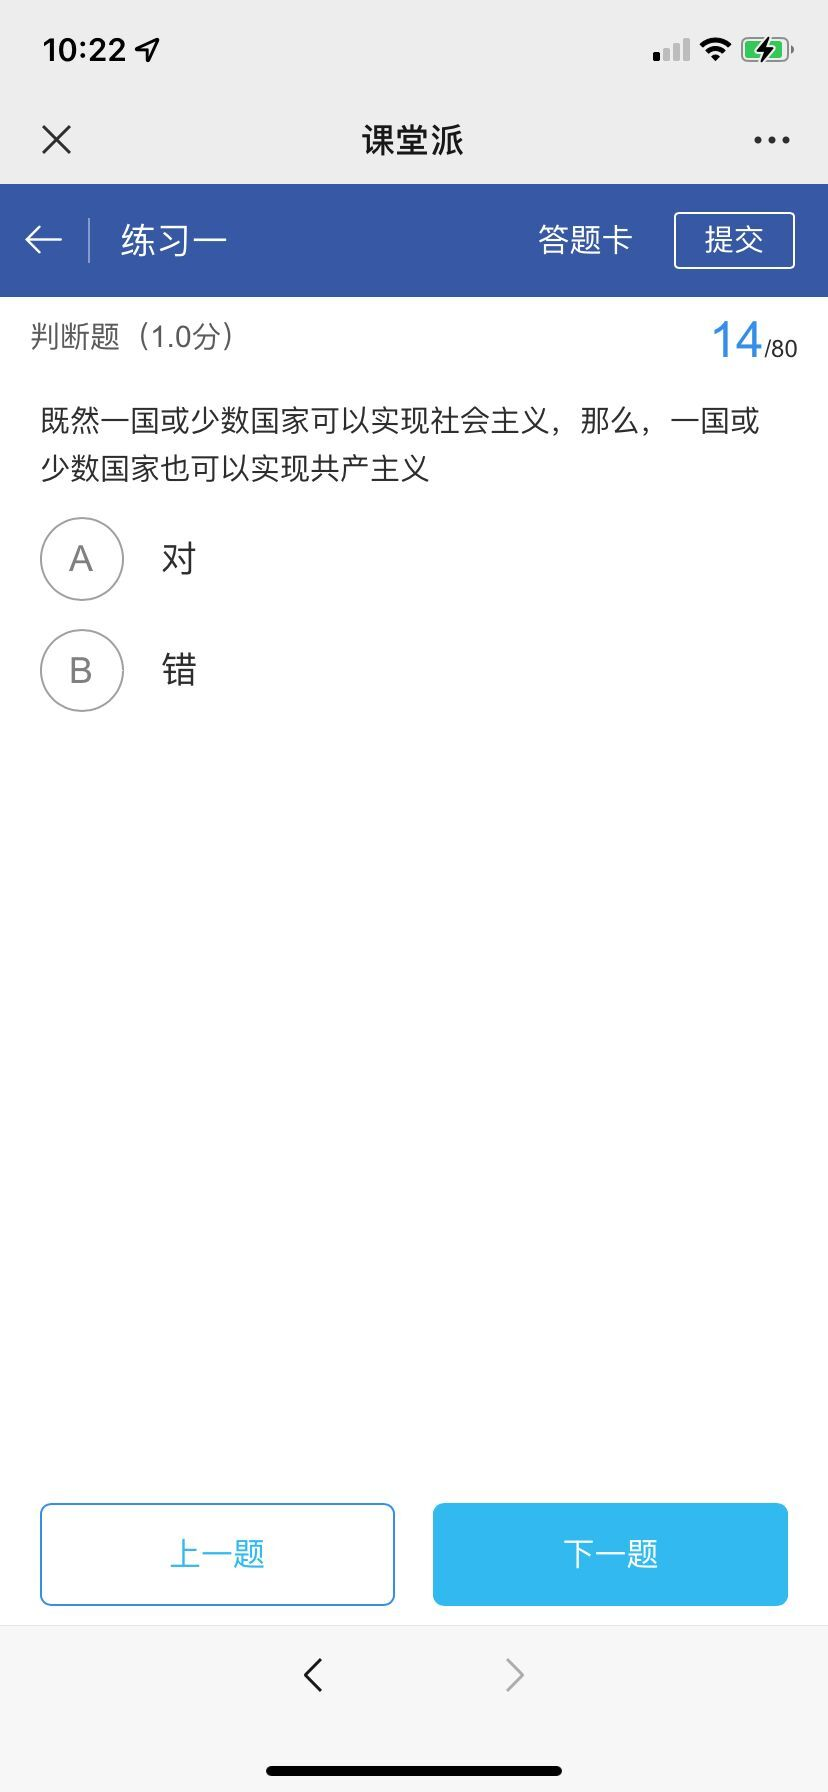 10:22
课堂派
练习一
答题卡
提交
判断题（1.0分）
14/80
既然一国或少数国家可以实现社会主义，那么，一国或
少数国家也可以实现共产主义
A 对
B 错
上一题
下一题